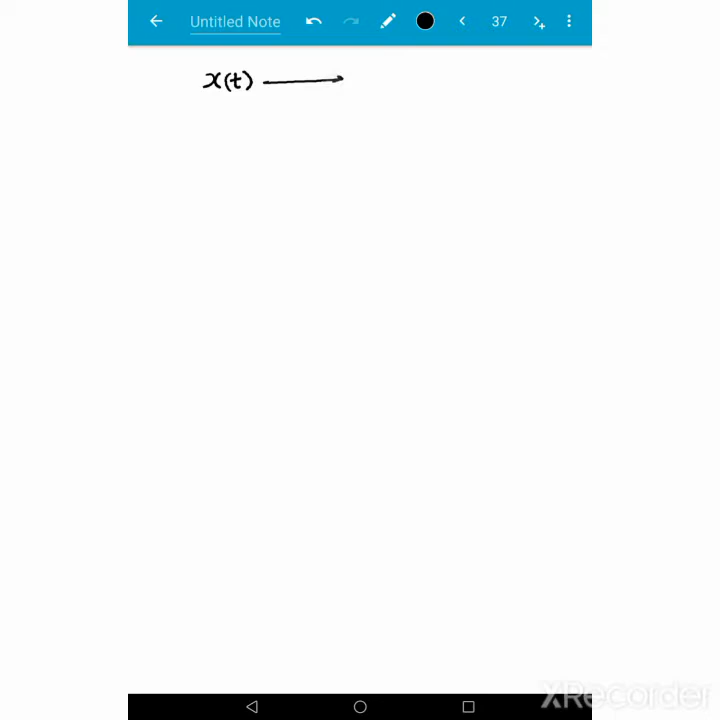 Untitled Note 37
x(t) →
XRecorder